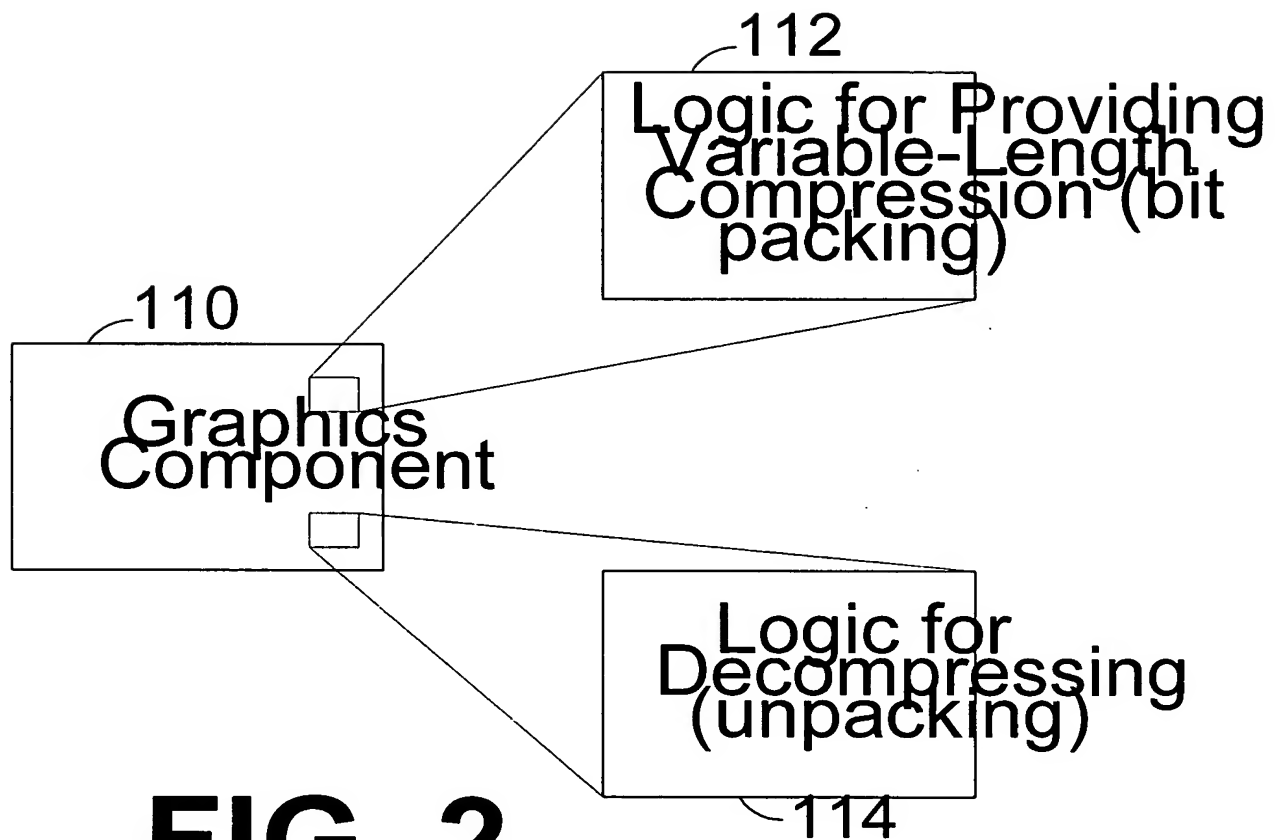 112
Logic for Providing
Variable-Length
Compression (bit
packing)
110
Graphics
Component
Logic for
Decompressing
(unpacking)
114
FIG. 2